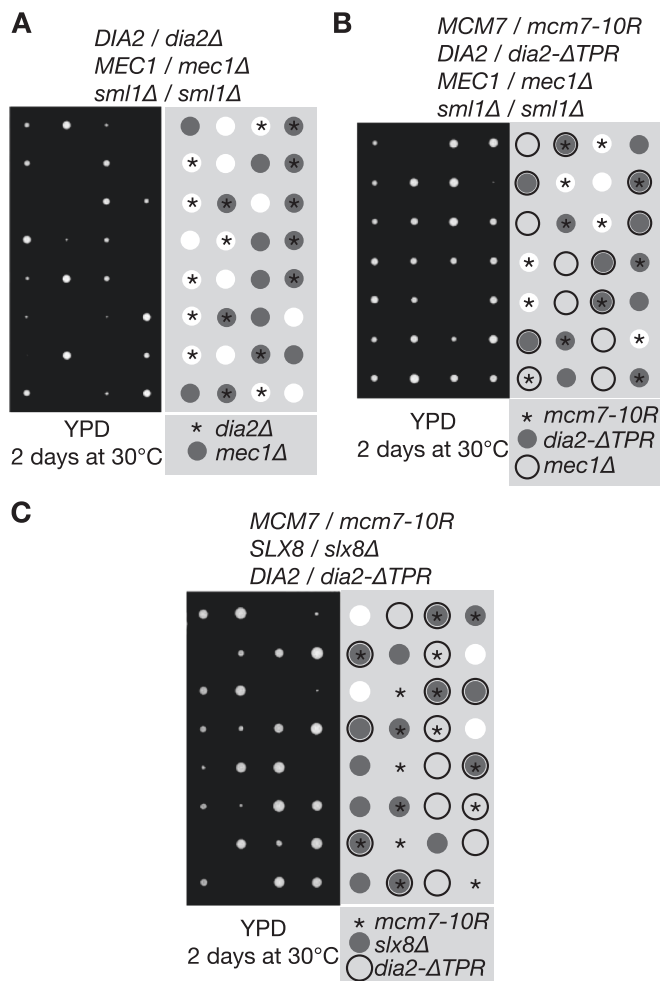 A
DIA2 / dia2Δ
MEC1 / mec1Δ
sml1Δ / sml1Δ
YPD
2 days at 30°C
* dia2Δ
mec1Δ
B
MCM7 / mcm7-10R
DIA2 / dia2-ΔTPR
MEC1 / mec1Δ
sml1Δ / sml1Δ
YPD
2 days at 30°C
* mcm7-10R
dia2-ΔTPR
mec1Δ
C
MCM7 / mcm7-10R
SLX8 / slx8Δ
DIA2 / dia2-ΔTPR
YPD
2 days at 30°C
* mcm7-10R
slx8Δ
dia2-ΔTPR